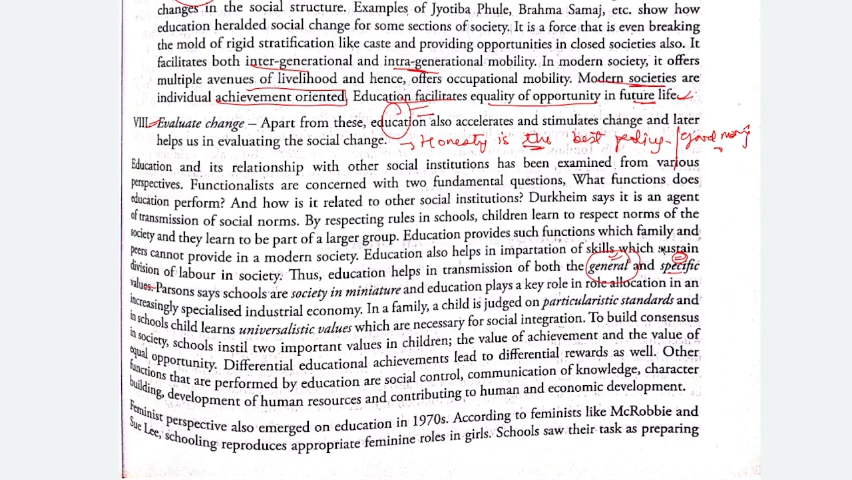 changes in the social structure. Examples of Jyotiba Phule, Brahma Samaj, etc. show how
education heralded social change for some sections of society. It is a force that is even breaking
the mold of rigid stratification like caste and providing opportunities in closed societies also. It
facilitates both inter-generational and intra-generational mobility. In modern society, it offers
multiple avenues of livelihood and hence, offers occupational mobility. Modern societies are
individual achievement oriented. Education facilitates equality of opportunity in future life.
VIII. Evaluate change – Apart from these, education also accelerates and stimulates change and later
helps us in evaluating the social change. → Honesty is the best policy. / good
Education and its relationship with other social institutions has been examined from various
perspectives. Functionalists are concerned with two fundamental questions, What functions does
education perform? And how is it related to other social institutions? Durkheim says it is an agent
of transmission of social norms. By respecting rules in schools, children learn to respect norms of the
society and they learn to be part of a larger group. Education provides such functions which family and
peers cannot provide in a modern society. Education also helps in impartation of skills which sustain
division of labour in society. Thus, education helps in transmission of both the general and specific
values. Parsons says schools are society in miniature and education plays a key role in role allocation in an
increasingly specialised industrial economy. In a family, a child is judged on particularistic standards and
in schools child learns universalistic values which are necessary for social integration. To build consensus
in society, schools instil two important values in children; the value of achievement and the value of
equal opportunity. Differential educational achievements lead to differential rewards as well. Other
functions that are performed by education are social control, communication of knowledge, character
building, development of human resources and contributing to human and economic development.
Feminist perspective also emerged on education in 1970s. According to feminists like McRobbie and
Sue Lee, schooling reproduces appropriate feminine roles in girls. Schools saw their task as preparing